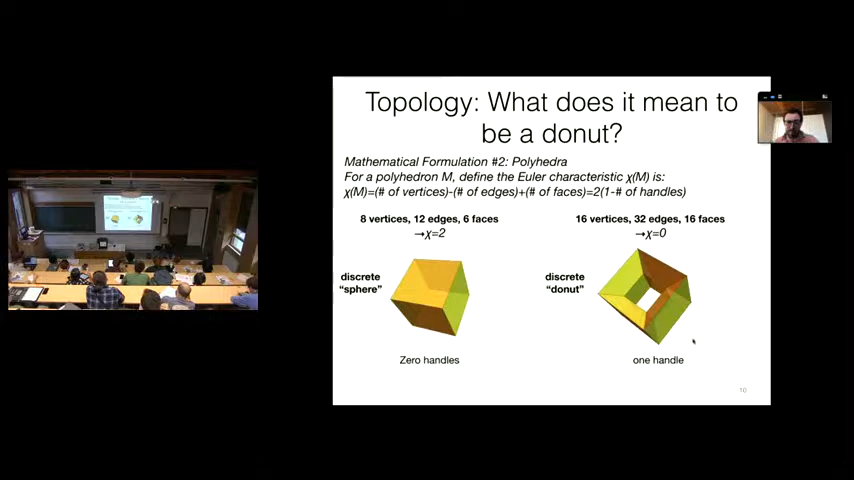 Topology: What does it mean to
be a donut?
Mathematical Formulation #2: Polyhedra
For a polyhedron M, define the Euler characteristic χ(M) is:
χ(M)=(# of vertices)-(# of edges)+(# of faces)=2(1-# of handles)
8 vertices, 12 edges, 6 faces
→χ=2
16 vertices, 32 edges, 16 faces
→χ=0
discrete
“sphere”
discrete
“donut”
Zero handles
one handle
10